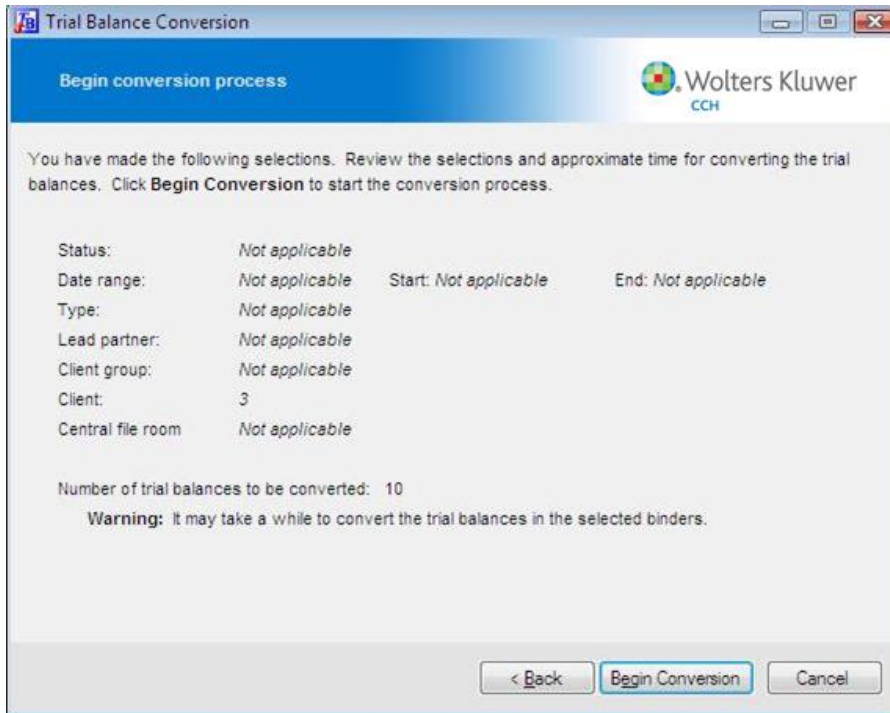 Trial Balance Conversion
Begin conversion process
Wolters Kluwer
CCH
You have made the following selections. Review the selections and approximate time for converting the trial
balances. Click Begin Conversion to start the conversion process.
Status: Not applicable
Date range: Not applicable Start: Not applicable End: Not applicable
Type: Not applicable
Lead partner: Not applicable
Client group: Not applicable
Client: 3
Central file room Not applicable
Number of trial balances to be converted: 10
Warning: It may take a while to convert the trial balances in the selected binders.
< Back Begin Conversion Cancel